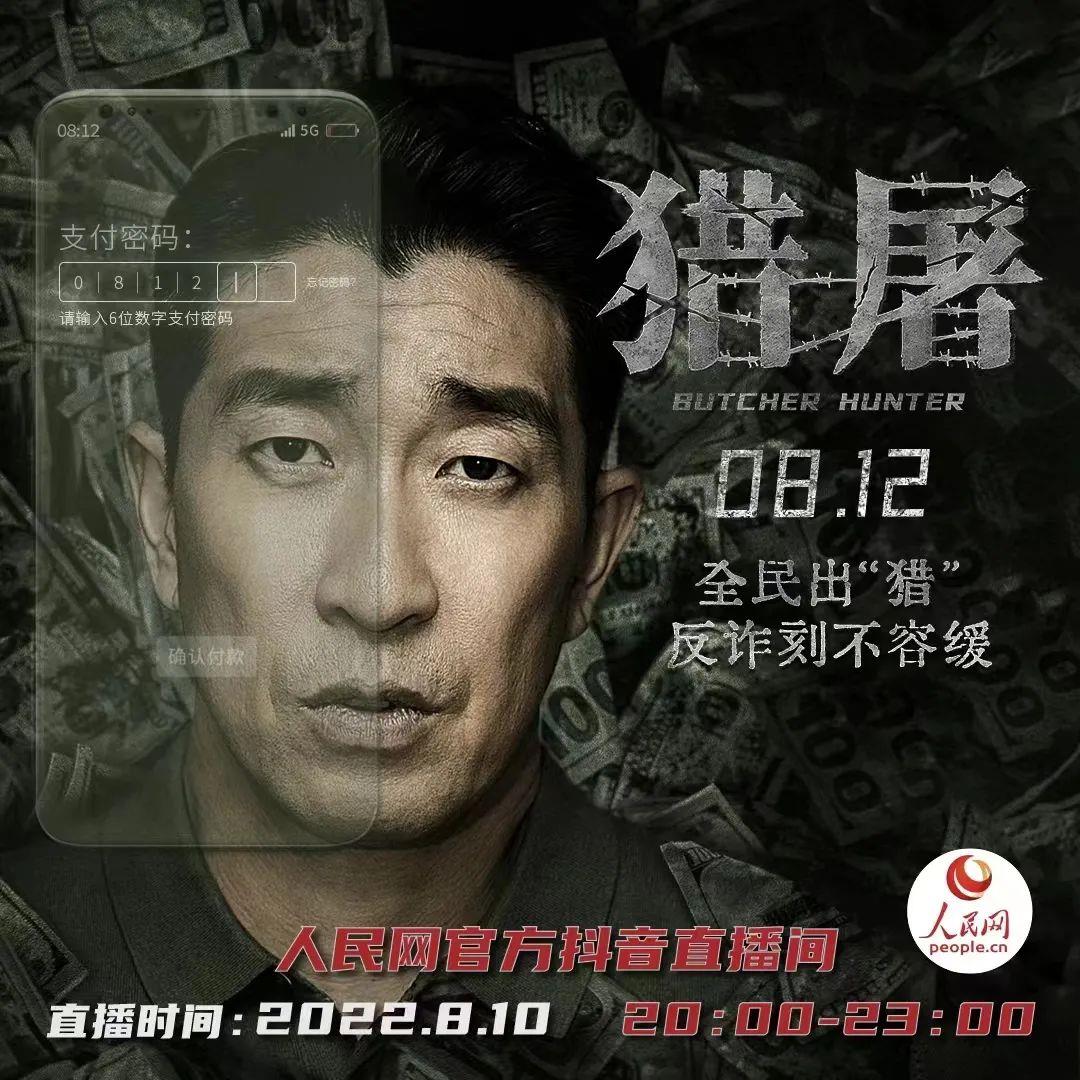 08:12
5G
支付密码：
0 8 1 2
忘记密码?
请输入6位数字支付密码
确认付款
猎屠
BUTCHER HUNTER
08.12
全民出“猎”
反诈刻不容缓
人民网
people.cn
人民网官方抖音直播间
直播时间：2022.8.10 20:00-23:00